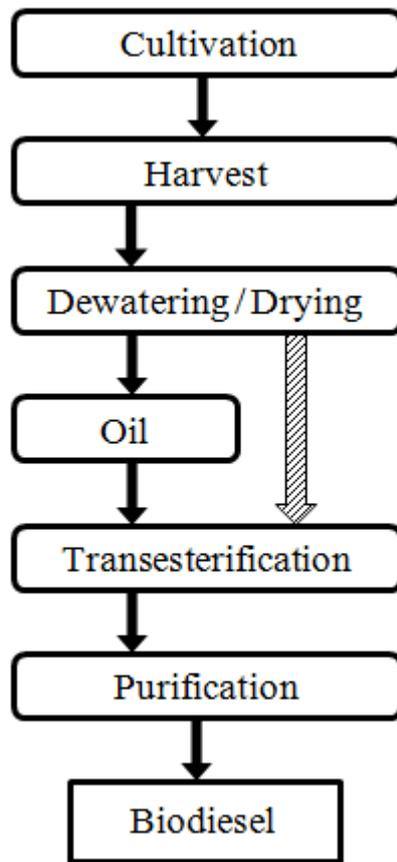 Cultivation
Harvest
Dewatering / Drying
Oil
Transesterification
Purification
Biodiesel